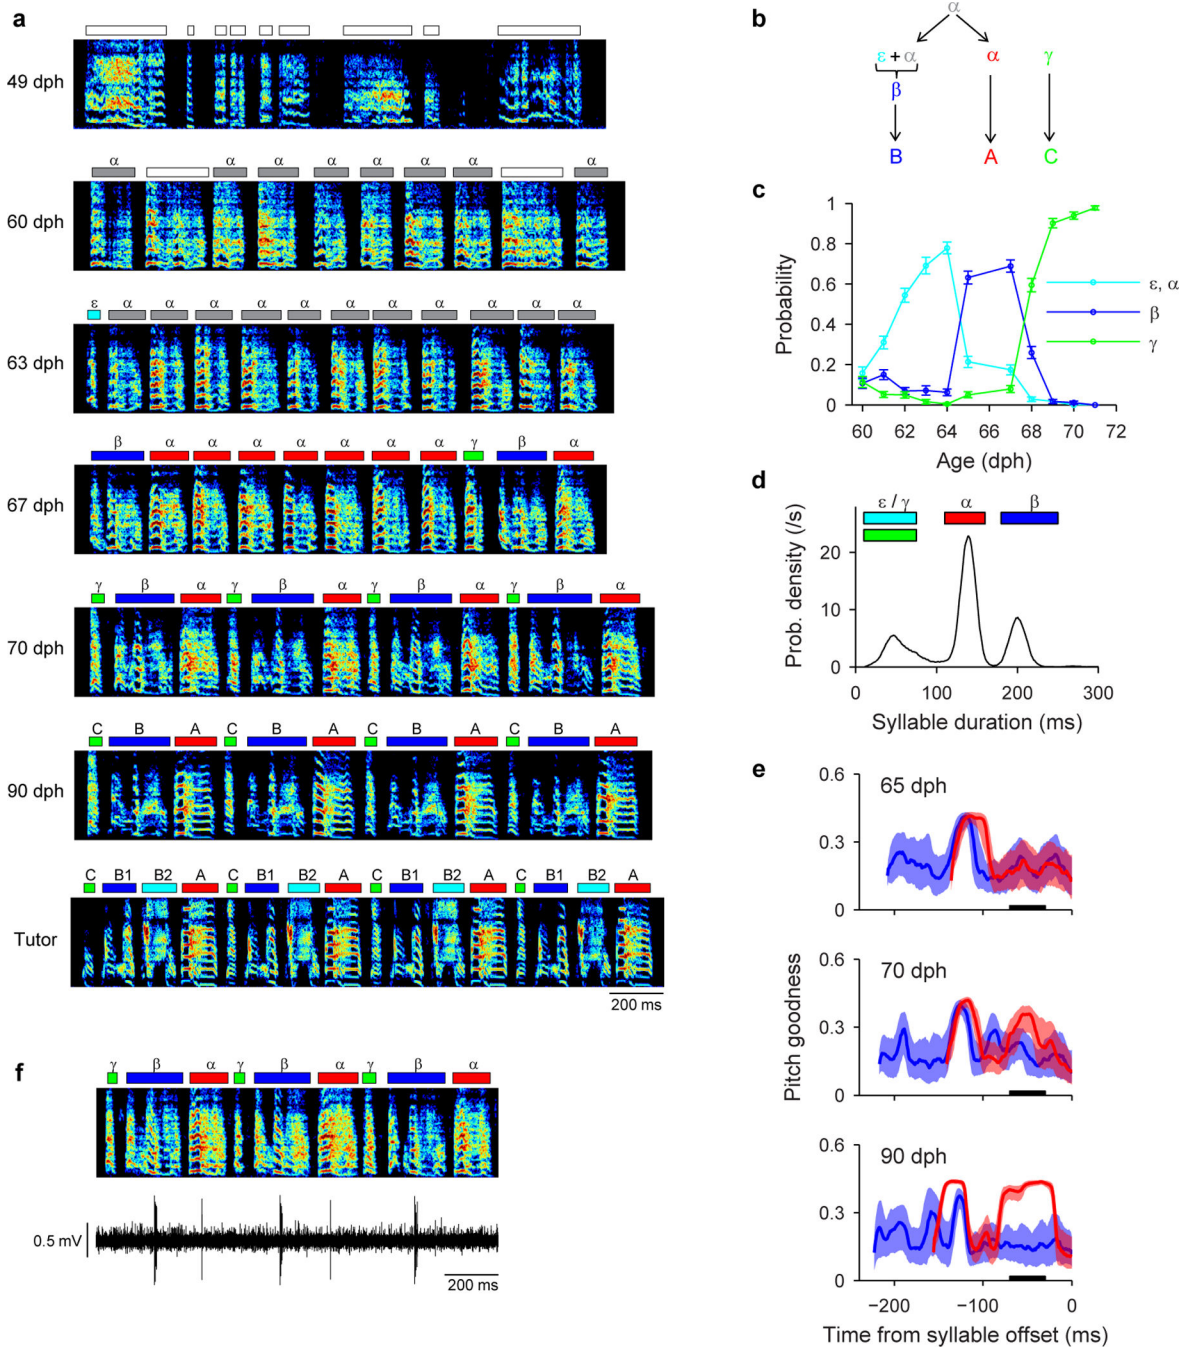 a
49 dph
α α α α α α α α
60 dph
ε α α α α α α α α α α
63 dph
β α α α α α α α γ β α
67 dph
γ β α γ β α γ β α γ β α
70 dph
C B A C B A C B A C B A
90 dph
C B1 B2 A C B1 B2 A C B1 B2 A C B1 B2 A
Tutor
200 ms
b
α
ε + α α γ
β
B A C
c
Probability
1
0.8
0.6
0.4
0.2
0
60 62 64 66 68 70 72
Age (dph)
ε, α
β
γ
d
ε / γ α β
Prob. density (/s)
20
10
0
0 100 200 300
Syllable duration (ms)
e
65 dph
0.6
0.3
0
70 dph
0.6
0.3
0
90 dph
0.6
0.3
0
Pitch goodness
−200 −100 0
Time from syllable offset (ms)
f
γ β α γ β α γ β α
0.5 mV
200 ms